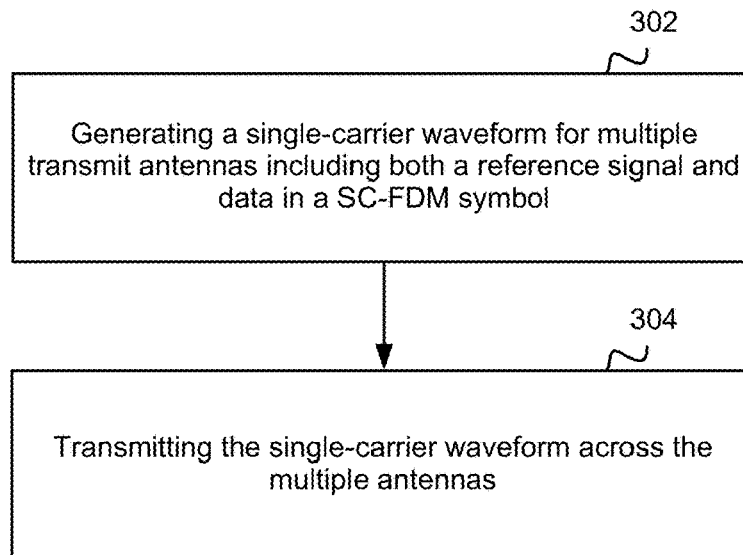 302
Generating a single-carrier waveform for multiple
transmit antennas including both a reference signal and
data in a SC-FDM symbol
304
Transmitting the single-carrier waveform across the
multiple antennas